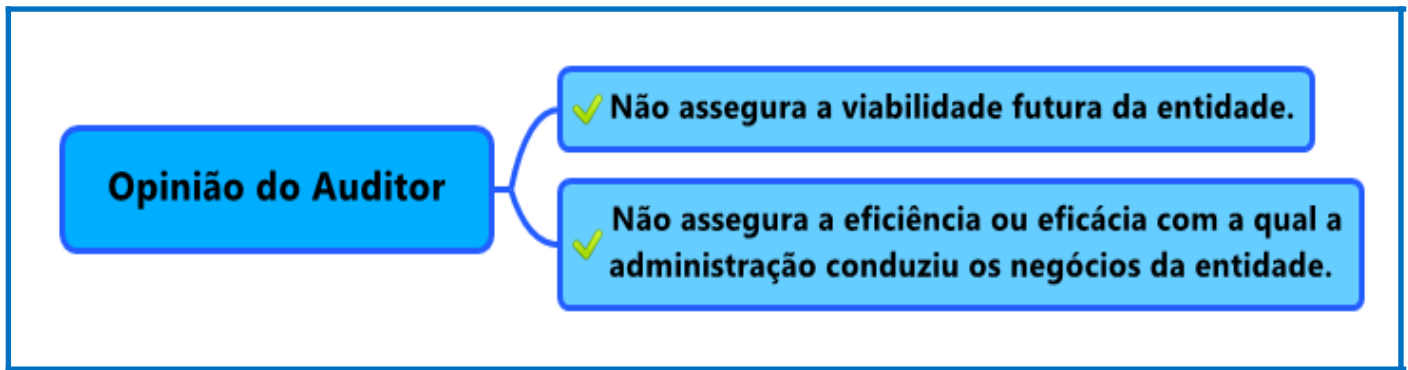 Opinião do Auditor
Não assegura a viabilidade futura da entidade.
Não assegura a eficiência ou eficácia com a qual a
administração conduziu os negócios da entidade.